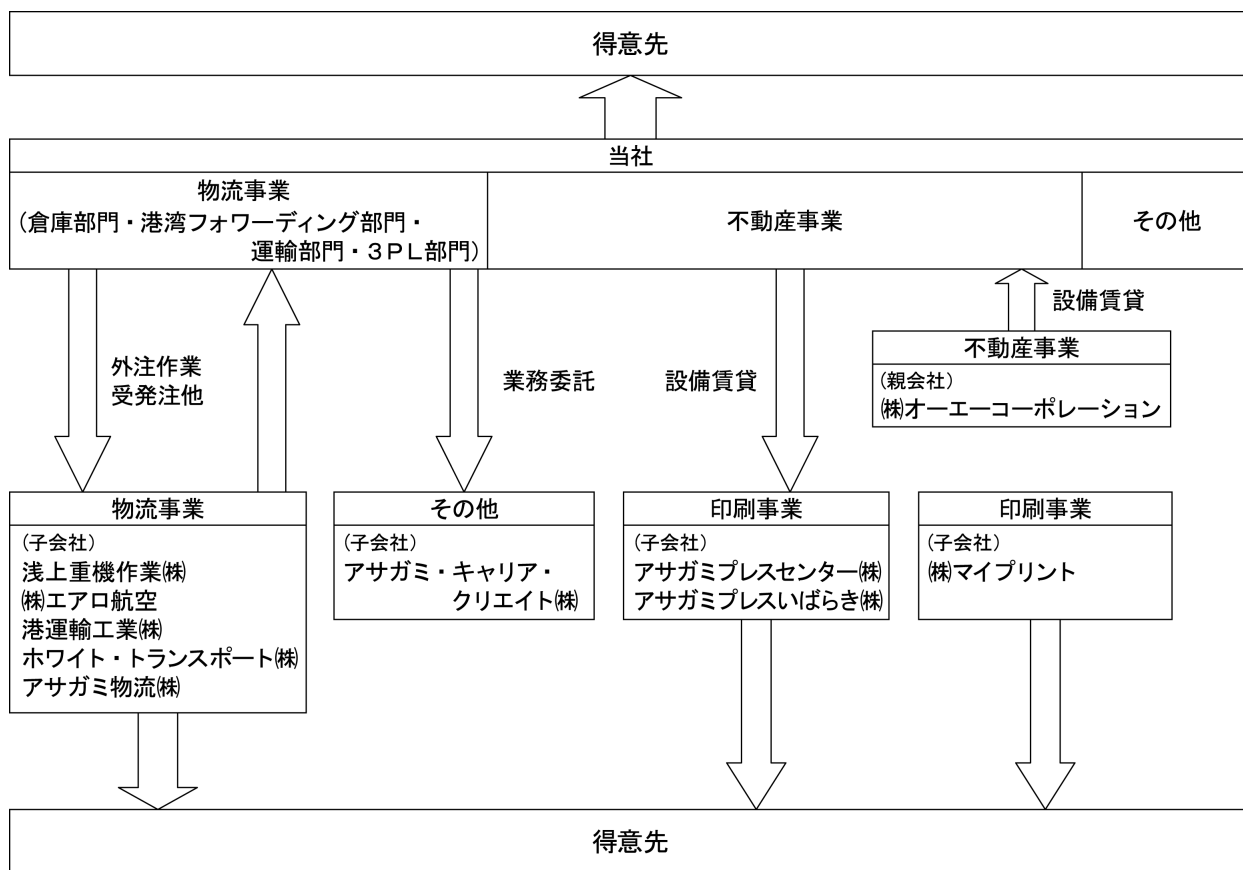 得意先
当社
物流事業
(倉庫部門・港湾フォワーディング部門・
運輸部門・3PL部門)
不動産事業
その他
外注作業
受発注他
業務委託
設備賃貸
設備賃貸
不動産事業
(親会社)
㈱オーエーコーポレーション
物流事業
(子会社)
浅上重機作業㈱
㈱エアロ航空
港運輸工業㈱
ホワイト・トランスポート㈱
アサガミ物流㈱
その他
(子会社)
アサガミ・キャリア・
クリエイト㈱
印刷事業
(子会社)
アサガミプレスセンター㈱
アサガミプレスいばらき㈱
印刷事業
(子会社)
㈱マイプリント
得意先